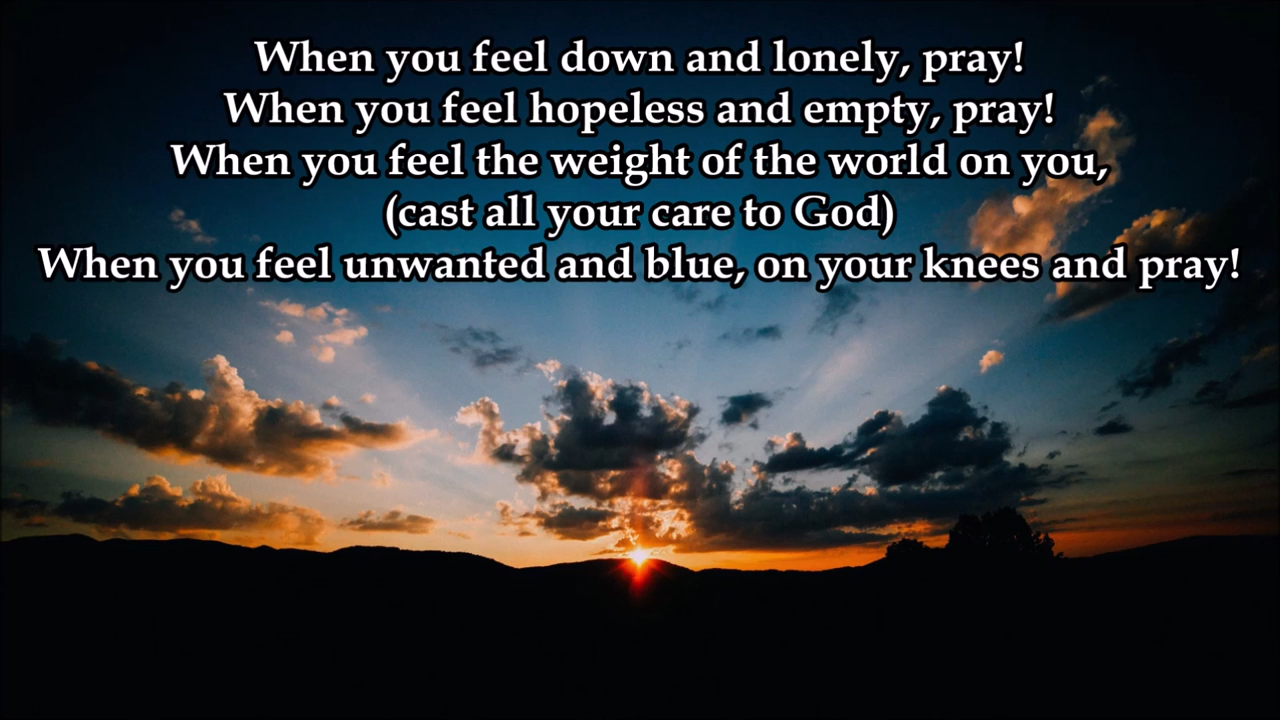 When you feel down and lonely, pray!
When you feel hopeless and empty, pray!
When you feel the weight of the world on you,
(cast all your care to God)
When you feel unwanted and blue, on your knees and pray!